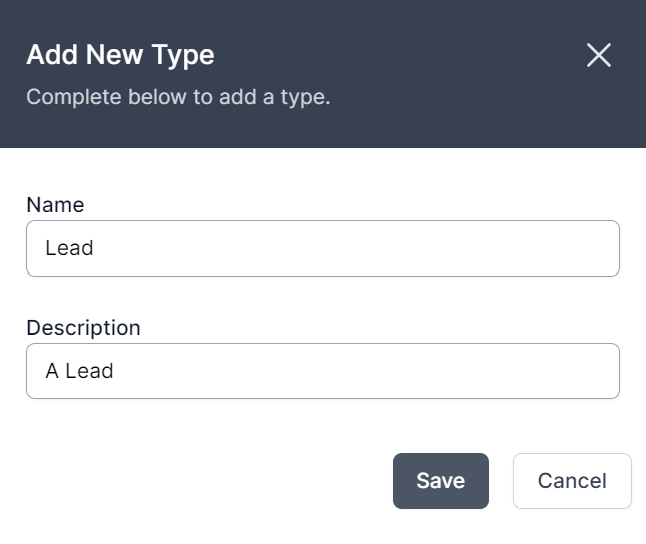 Add New Type
Complete below to add a type.
Name
Lead
Description
A Lead
Save
Cancel